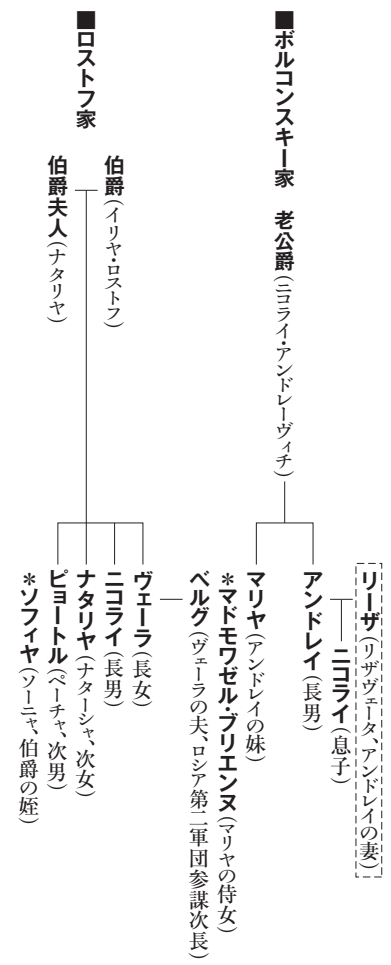 ■ボルコンスキー家 老公爵(ニコライ・アンドレーヴィチ)
リーザ(リザヴェータ、アンドレイの妻)
ニコライ(息子)
アンドレイ(長男)
マリヤ(アンドレイの妹)
*マドモワゼル・ブリエンヌ(マリヤの侍女)
■ロストフ家
伯爵(イリヤ・ロストフ)
伯爵夫人(ナタリヤ)
ベルグ(ヴェーラの夫、ロシア第二軍団参謀次長)
ヴェーラ(長女)
ニコライ(長男)
ナタリヤ(ナターシャ、次女)
ピョートル(ペーチャ、次男)
*ソフィヤ(ソーニャ、伯爵の姪)